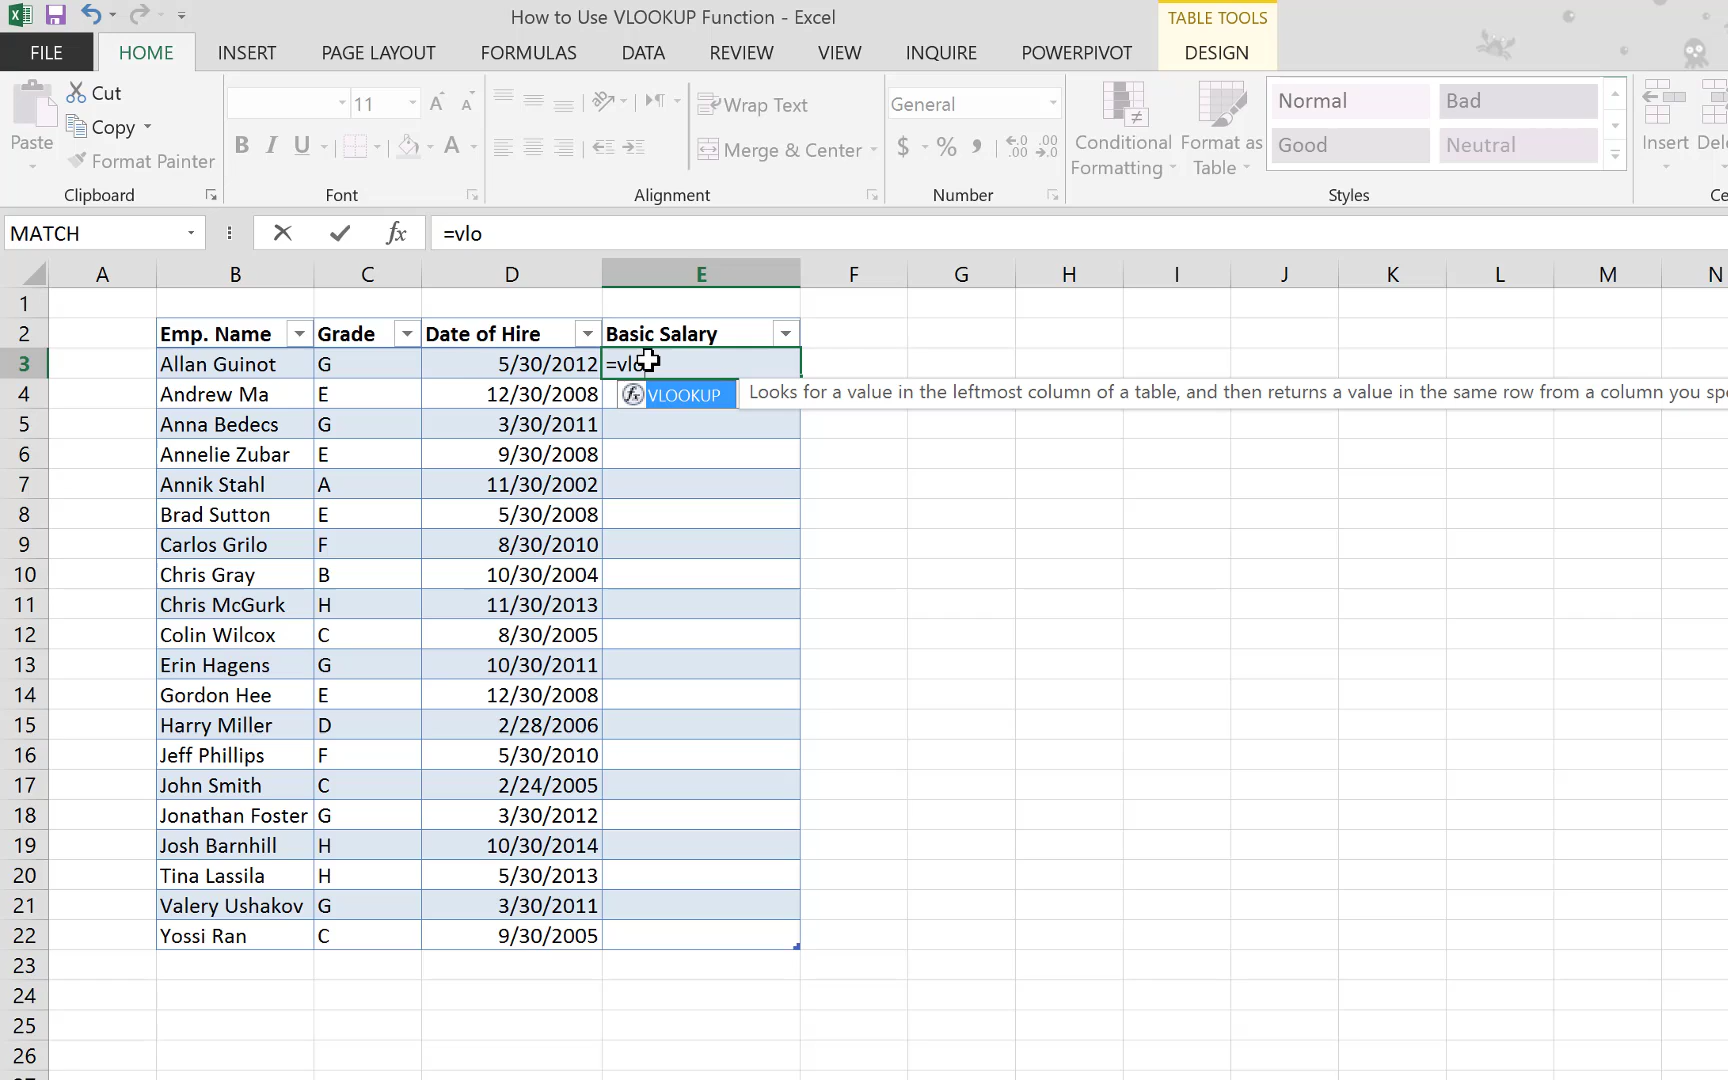 How to Use VLOOKUP Function - Excel
TABLE TOOLS
FILE HOME INSERT PAGE LAYOUT FORMULAS DATA REVIEW VIEW INQUIRE POWERPIVOT DESIGN
Paste
Cut
Copy
Format Painter
Clipboard
11
B I U A
Font
Wrap Text
Merge & Center
Alignment
General
$ % , .00
Number
Conditional Formatting
Format as Table
Normal Bad
Good Neutral
Styles
Insert
MATCH fx =vlo
A B C D E F G H I J K L M N
1
2 Emp. Name Grade Date of Hire Basic Salary
3 Allan Guinot G 5/30/2012 =vlo
4 Andrew Ma E 12/30/2008 fx VLOOKUP Looks for a value in the leftmost column of a table, and then returns a value in the same row from a column you
5 Anna Bedecs G 3/30/2011
6 Annelie Zubar E 9/30/2008
7 Annik Stahl A 11/30/2002
8 Brad Sutton E 5/30/2008
9 Carlos Grilo F 8/30/2010
10 Chris Gray B 10/30/2004
11 Chris McGurk H 11/30/2013
12 Colin Wilcox C 8/30/2005
13 Erin Hagens G 10/30/2011
14 Gordon Hee E 12/30/2008
15 Harry Miller D 2/28/2006
16 Jeff Phillips F 5/30/2010
17 John Smith C 2/24/2005
18 Jonathan Foster G 3/30/2012
19 Josh Barnhill H 10/30/2014
20 Tina Lassila H 5/30/2013
21 Valery Ushakov G 3/30/2011
22 Yossi Ran C 9/30/2005
23
24
25
26